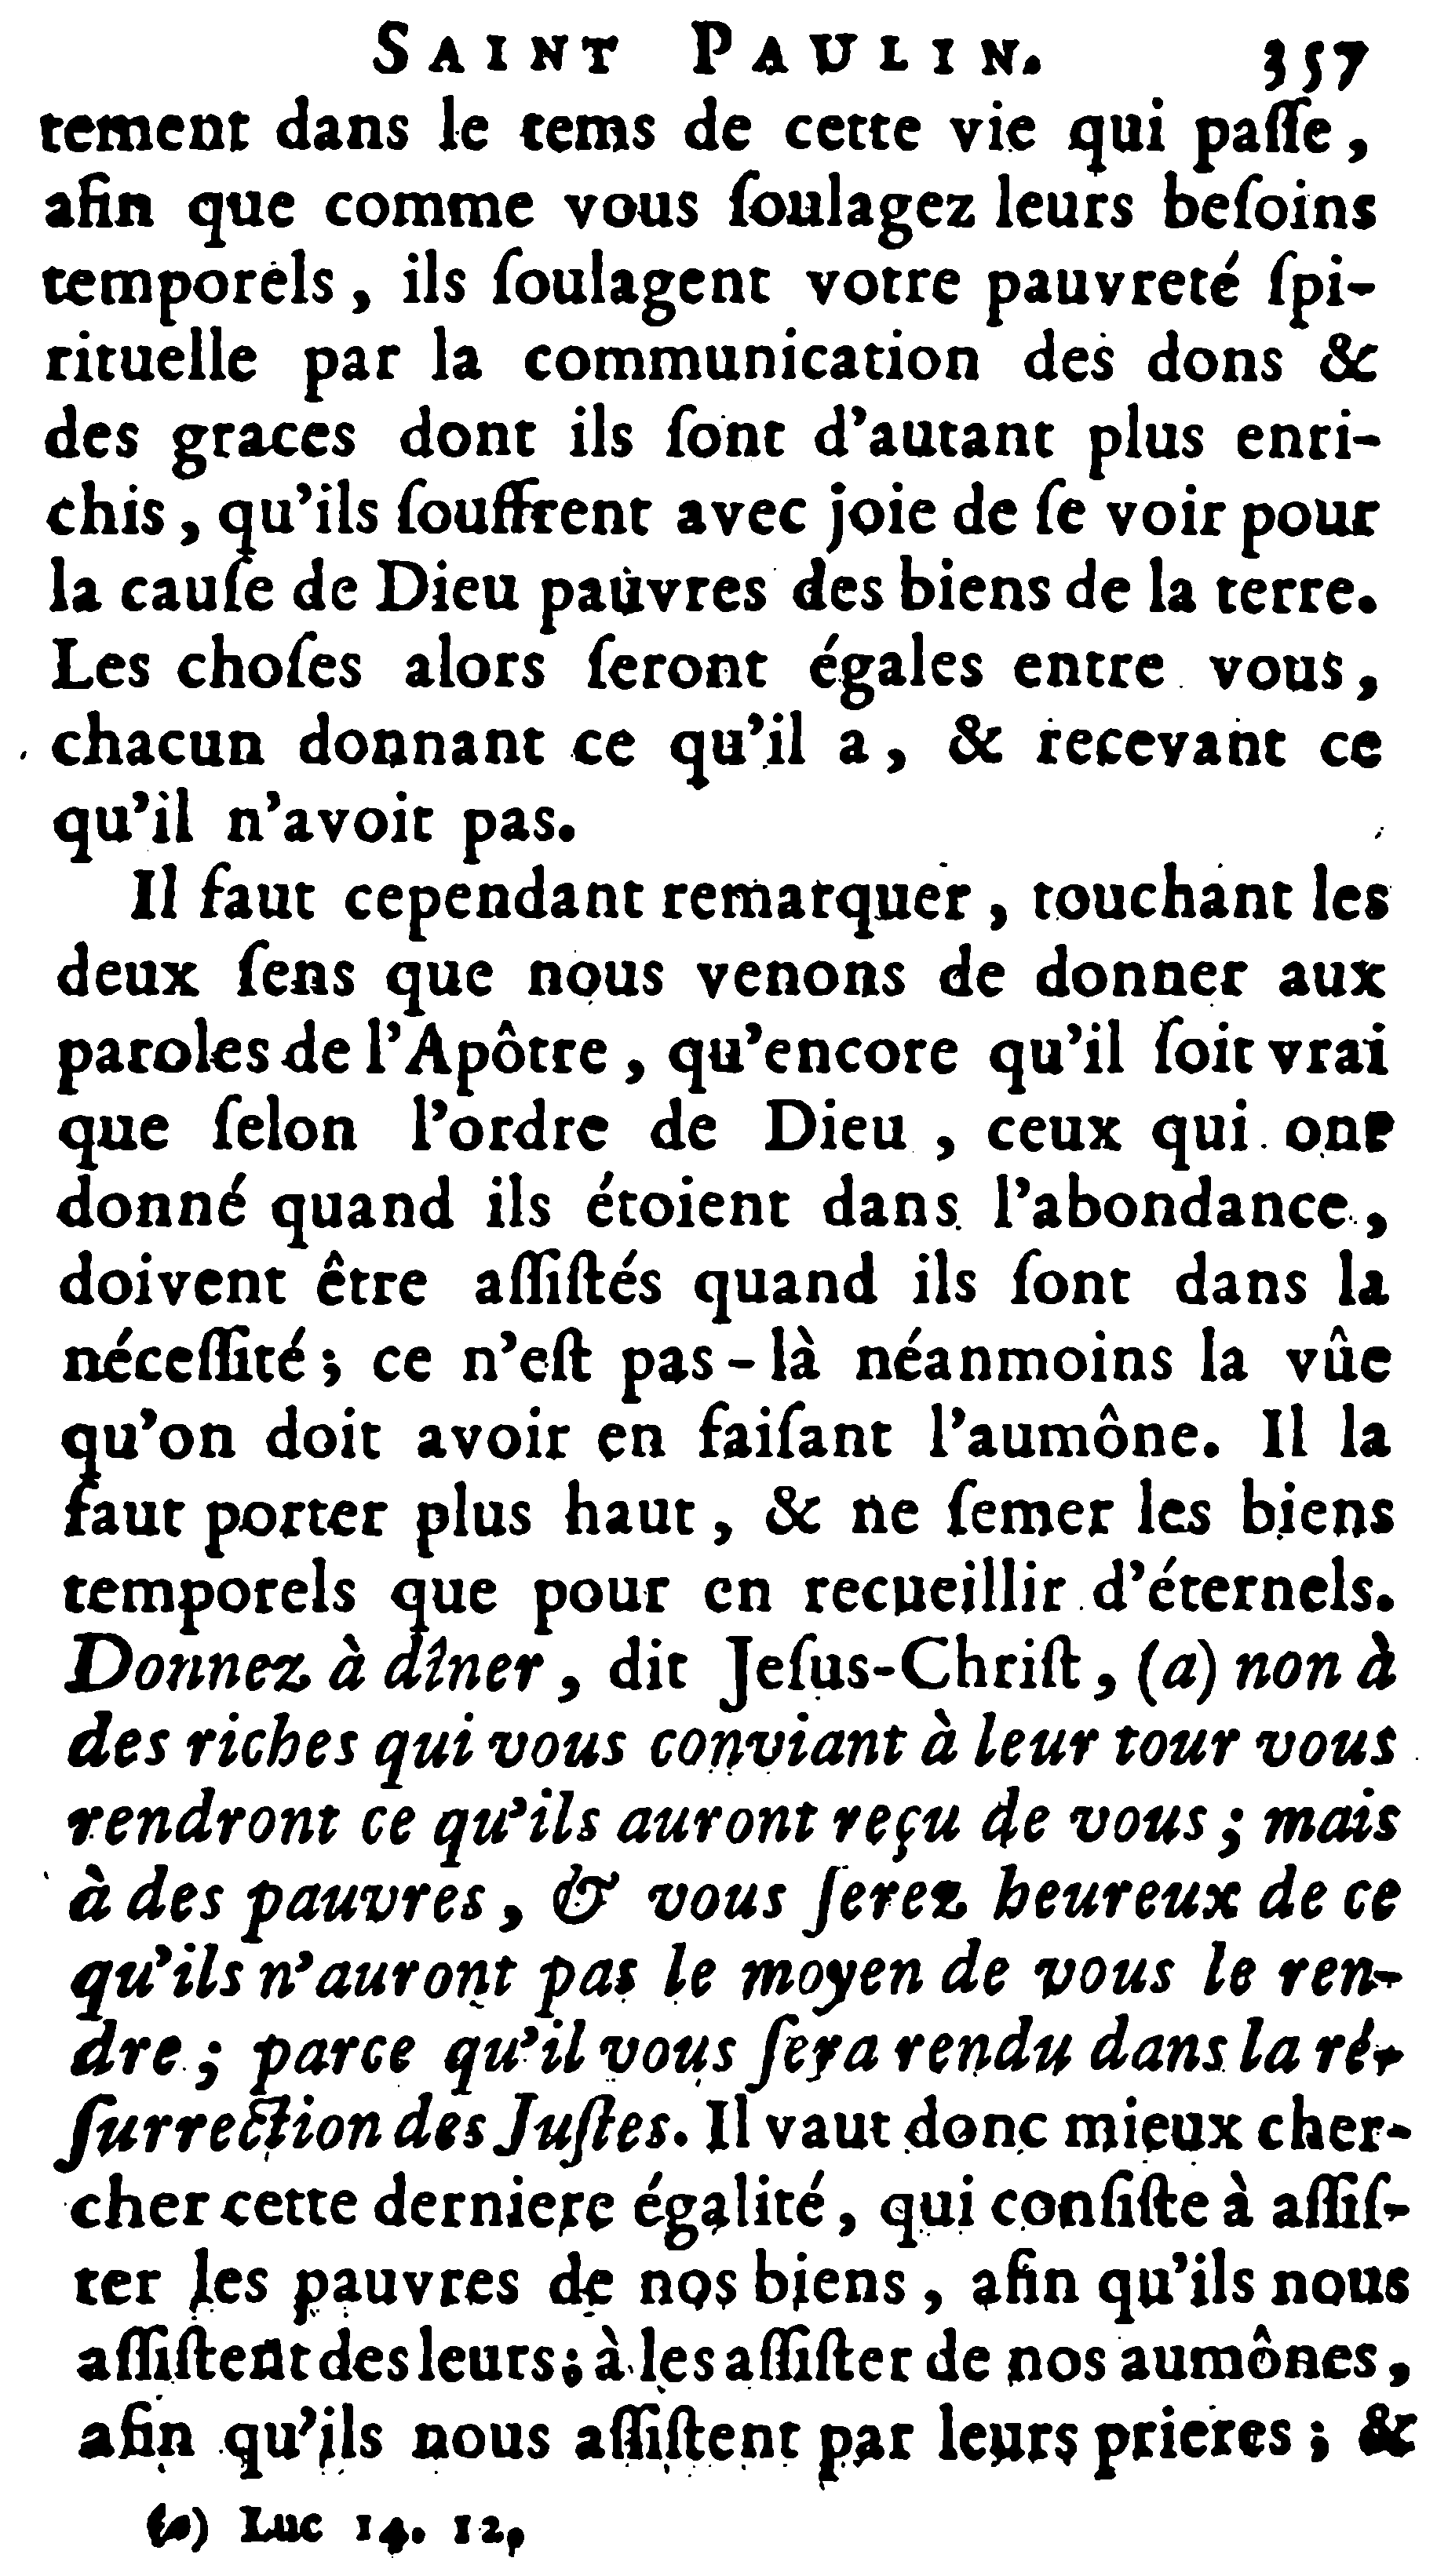 SAINT PAULIN. 357
tement dans le tems de cette vie qui paſſe,
afin que comme vous ſoulagez leurs beſoins
temporels, ils ſoulagent votre pauvreté ſpi-
rituelle par la communication des dons &
des graces dont ils ſont d'autant plus enri-
chis, qu'ils ſouffrent avec joie de ſe voir pour
la cauſe de Dieu pauvres des biens de la terre.
Les choſes alors ſeront égales entre vous,
chacun donnant ce qu'il a, & recevant ce
qu'il n'avoit pas.
Il faut cependant remarquer, touchant les
deux ſens que nous venons de donner aux
paroles de l'Apôtre, qu'encore qu'il ſoit vrai
que ſelon l'ordre de Dieu, ceux qui ont
donné quand ils étoient dans l'abondance,
doivent être aſſiſtés quand ils ſont dans la
néceſſité; ce n'eſt pas-là néanmoins la vûe
qu'on doit avoir en faiſant l'aumône. Il la
faut porter plus haut, & ne ſemer les biens
temporels que pour en recueillir d'éternels.
Donnez à dîner, dit Jeſus-Chriſt, (a) non à
des riches qui vous conviant à leur tour vous
rendront ce qu'ils auront reçu de vous; mais
à des pauvres, & vous ſerez heureux de ce
qu'ils n'auront pas le moyen de vous le ren-
dre; parce qu'il vous ſera rendu dans la ré-
ſurrection des Juſtes. Il vaut donc mieux cher-
cher cette derniere égalité, qui conſiſte à aſſiſ-
ter les pauvres de nos biens, afin qu'ils nous
aſſiſtent des leurs; à les aſſiſter de nos aumônes,
afin qu'ils nous aſſiſtent par leurs prieres; &
(a) Luc 14. 12,